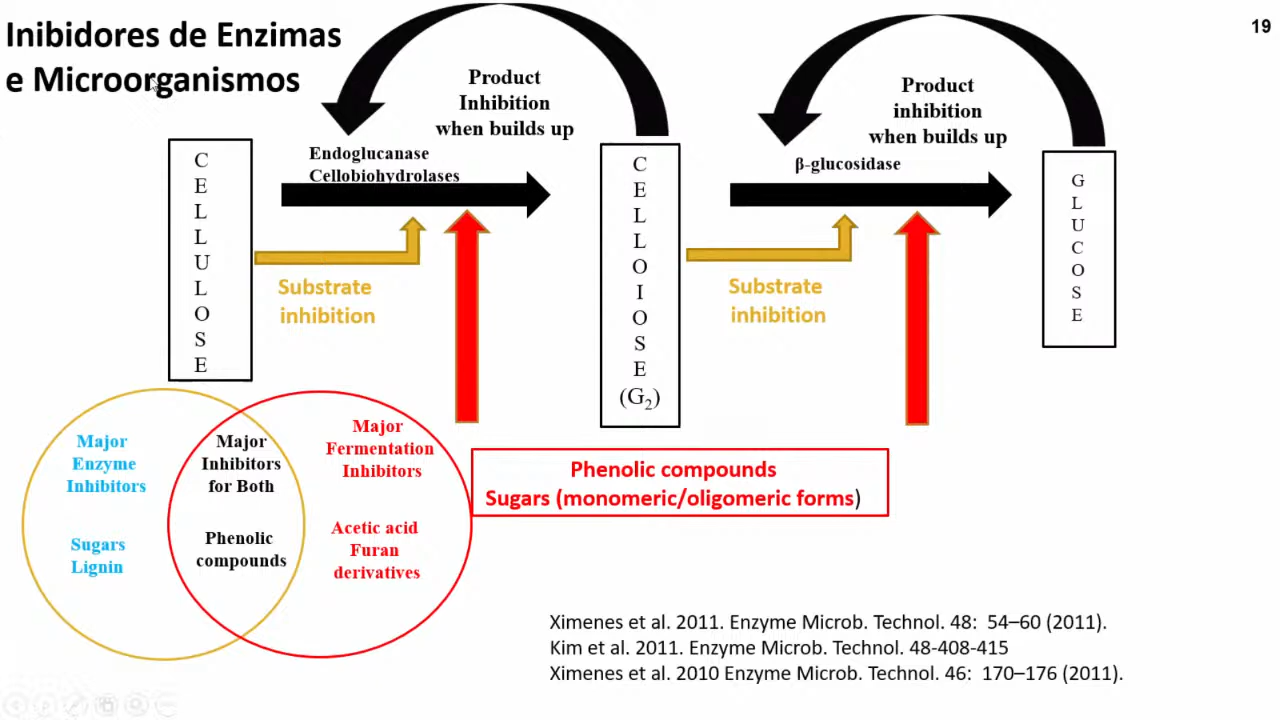 Inibidores de Enzimas
e Microorganismos
19
Product
Inhibition
when builds up
Product
inhibition
when builds up
Endoglucanase
Cellobiohydrolases
β-glucosidase
C
E
L
L
U
L
O
S
E
C
E
L
L
O
I
O
S
E
(G₂)
G
L
U
C
O
S
E
Substrate
inhibition
Substrate
inhibition
Major
Enzyme
Inhibitors
Sugars
Lignin
Major
Inhibitors
for Both
Phenolic
compounds
Major
Fermentation
Inhibitors
Acetic acid
Furan
derivatives
Phenolic compounds
Sugars (monomeric/oligomeric forms)
Ximenes et al. 2011. Enzyme Microb. Technol. 48: 54–60 (2011).
Kim et al. 2011. Enzyme Microb. Technol. 48-408-415
Ximenes et al. 2010 Enzyme Microb. Technol. 46: 170–176 (2011).